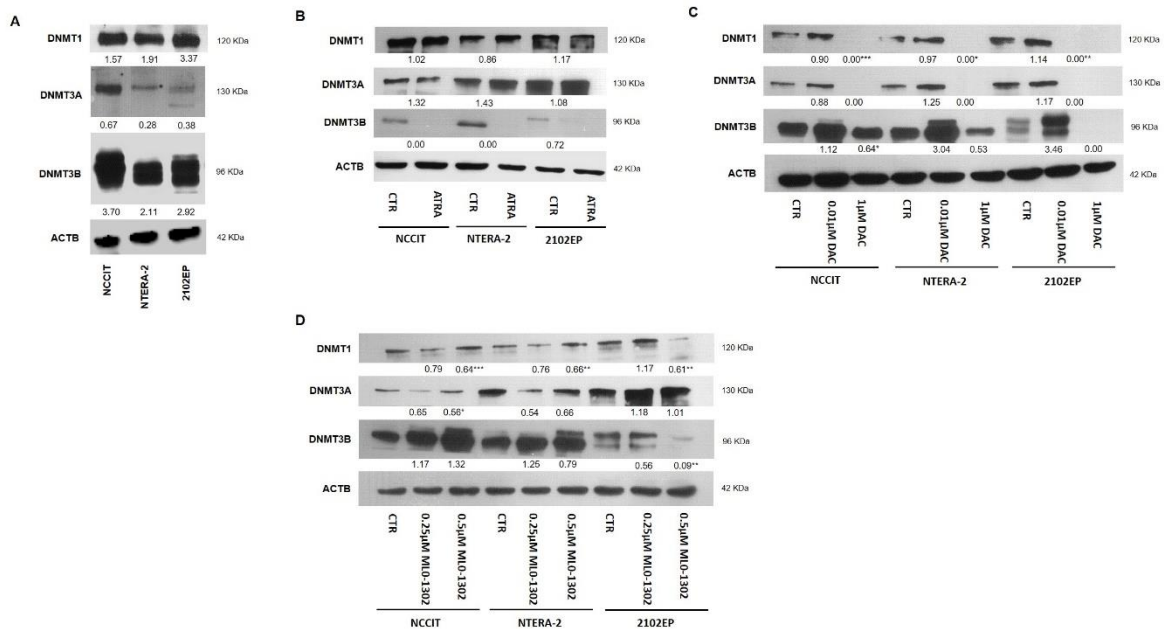 A
DNMT1 120 KDa
1.57 1.91 3.37
DNMT3A 130 KDa
0.67 0.28 0.38
DNMT3B 96 KDa
3.70 2.11 2.92
ACTB 42 KDa
NCCIT NTERA-2 2102EP
B
DNMT1 120 KDa
1.02 0.86 1.17
DNMT3A 130 KDa
1.32 1.43 1.08
DNMT3B 96 KDa
0.00 0.00 0.72
ACTB 42 KDa
CTR ATRA CTR ATRA CTR ATRA
NCCIT NTERA-2 2102EP
C
DNMT1 120 KDa
0.90 0.00*** 0.97 0.00* 1.14 0.00**
DNMT3A 130 KDa
0.88 0.00 1.25 0.00 1.17 0.00
DNMT3B 96 KDa
1.12 0.64* 3.04 0.53 3.46 0.00
ACTB 42 KDa
CTR 0.01μM DAC 1μM DAC CTR 0.01μM DAC 1μM DAC CTR 0.01μM DAC 1μM DAC
NCCIT NTERA-2 2102EP
D
DNMT1 120 KDa
0.79 0.64*** 0.76 0.66** 1.17 0.61**
DNMT3A 130 KDa
0.65 0.56* 0.54 0.66 1.18 1.01
DNMT3B 96 KDa
1.17 1.32 1.25 0.79 0.56 0.09**
ACTB 42 KDa
CTR 0.25μM ML0-1302 0.5μM ML0-1302 CTR 0.25μM ML0-1302 0.5μM ML0-1302 CTR 0.25μM ML0-1302 0.5μM ML0-1302
NCCIT NTERA-2 2102EP